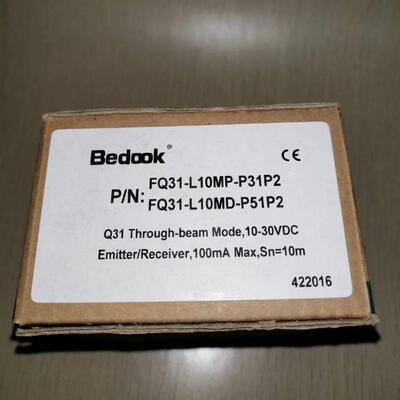 Bedook®
CE
P/N: FQ31-L10MP-P31P2
FQ31-L10MD-P51P2
Q31 Through-beam Mode,10-30VDC
Emitter/Receiver,100mA Max,Sn=10m
422016